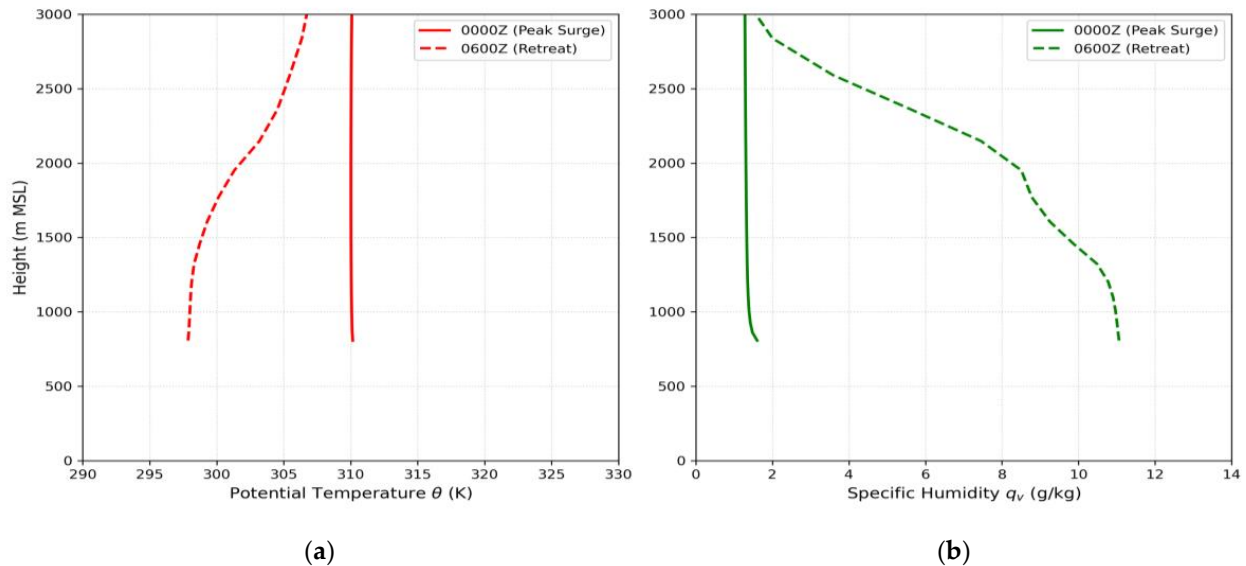 3000
2500
2000
1500
1000
500
0
290 295 300 305 310 315 320 325 330
Height (m MSL)
Potential Temperature θ (K)
0000Z (Peak Surge)
0600Z (Retreat)
(a)
3000
2500
2000
1500
1000
500
0
0 2 4 6 8 10 12 14
Specific Humidity qv (g/kg)
0000Z (Peak Surge)
0600Z (Retreat)
(b)